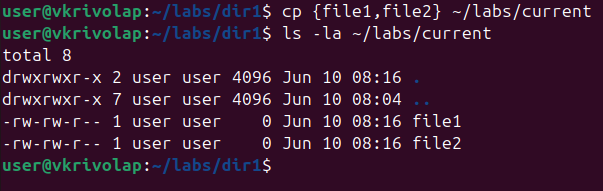 user@vkrivolap:~/labs/dir1$ cp {file1,file2} ~/labs/current
user@vkrivolap:~/labs/dir1$ ls -la ~/labs/current
total 8
drwxrwxr-x 2 user user 4096 Jun 10 08:16 .
drwxrwxr-x 7 user user 4096 Jun 10 08:04 ..
-rw-rw-r-- 1 user user    0 Jun 10 08:16 file1
-rw-rw-r-- 1 user user    0 Jun 10 08:16 file2
user@vkrivolap:~/labs/dir1$